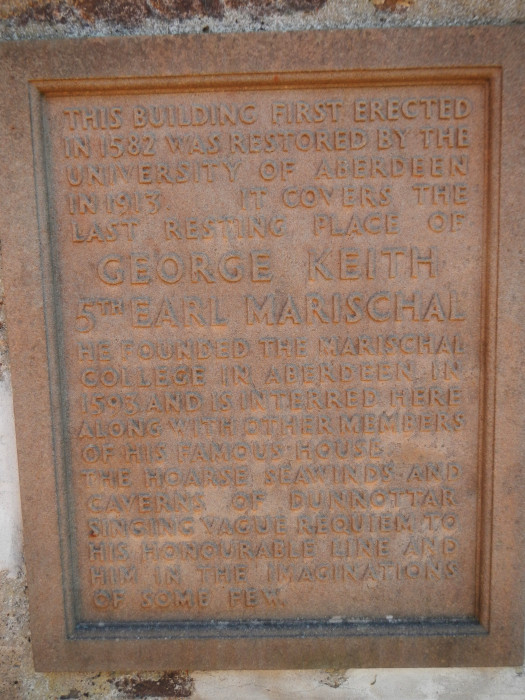 THIS BUILDING FIRST ERECTED
IN 1582 WAS RESTORED BY THE
UNIVERSITY OF ABERDEEN
IN 1913. IT COVERS THE
LAST RESTING PLACE OF
GEORGE KEITH
5TH EARL MARISCHAL
HE FOUNDED THE MARISCHAL
COLLEGE IN ABERDEEN IN
1593 AND IS INTERRED HERE
ALONG WITH OTHER MEMBERS
OF HIS FAMOUS HOUSE
THE HOARSE SEAWINDS AND
CAVERNS OF DUNROTTAR
SINGING VAGUE REQUIEM TO
HIS HONOURABLE LINE AND
HIM IN THE IMAGINATIONS
OF SOME FEW.